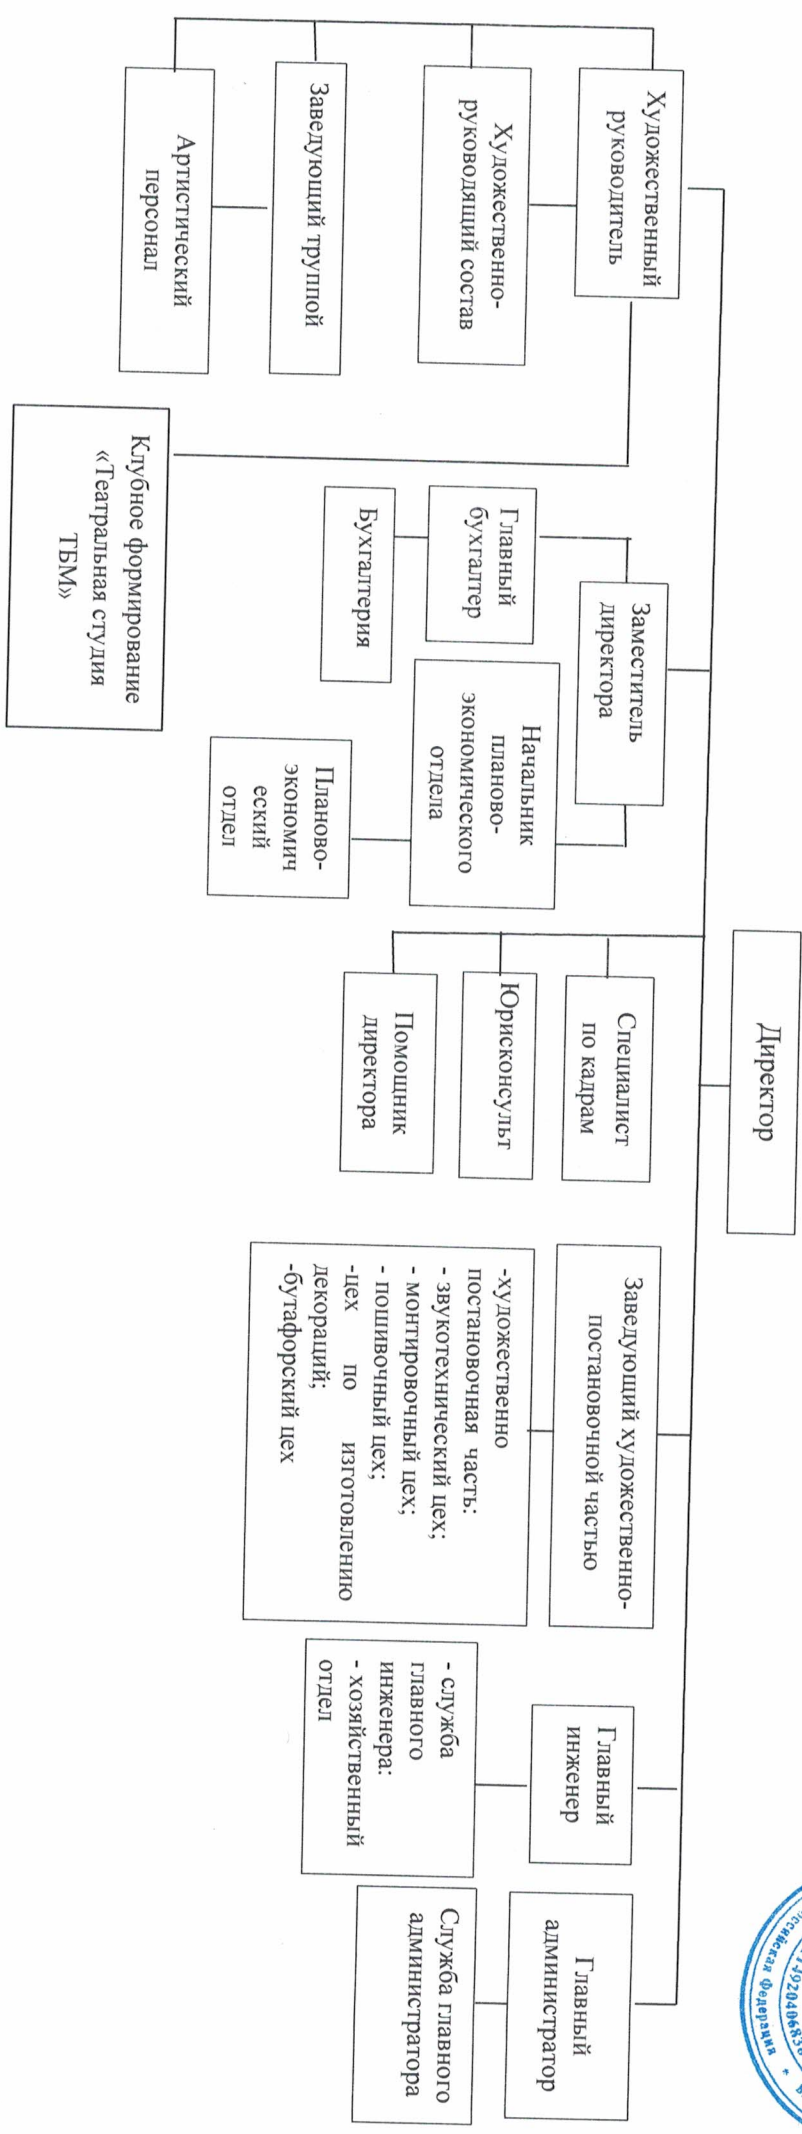 Директор
Художественный
руководитель
Художественно-
руководящий состав
Заведующий труппой
Артистический
персонал
Клубное формирование
«Театральная студия
ТБМ»
Заместитель
директора
Главный
бухгалтер
Бухгалтерия
Начальник
планово-
экономического
отдела
Планово-
экономич
еский
отдел
Специалист
по кадрам
Юрисконсульт
Помощник
директора
Заведующий художественно-
постановочной частью
-художественно
постановочная часть:
- звукотехнический цех;
- монтировочный цех;
- пошивочный цех;
-цех по изготовлению
декораций;
-бутафорский цех
Главный
инженер
- служба
главного
инженера:
- хозяйственный
отдел
Главный
администратор
Служба главного
администратора
Федерация *